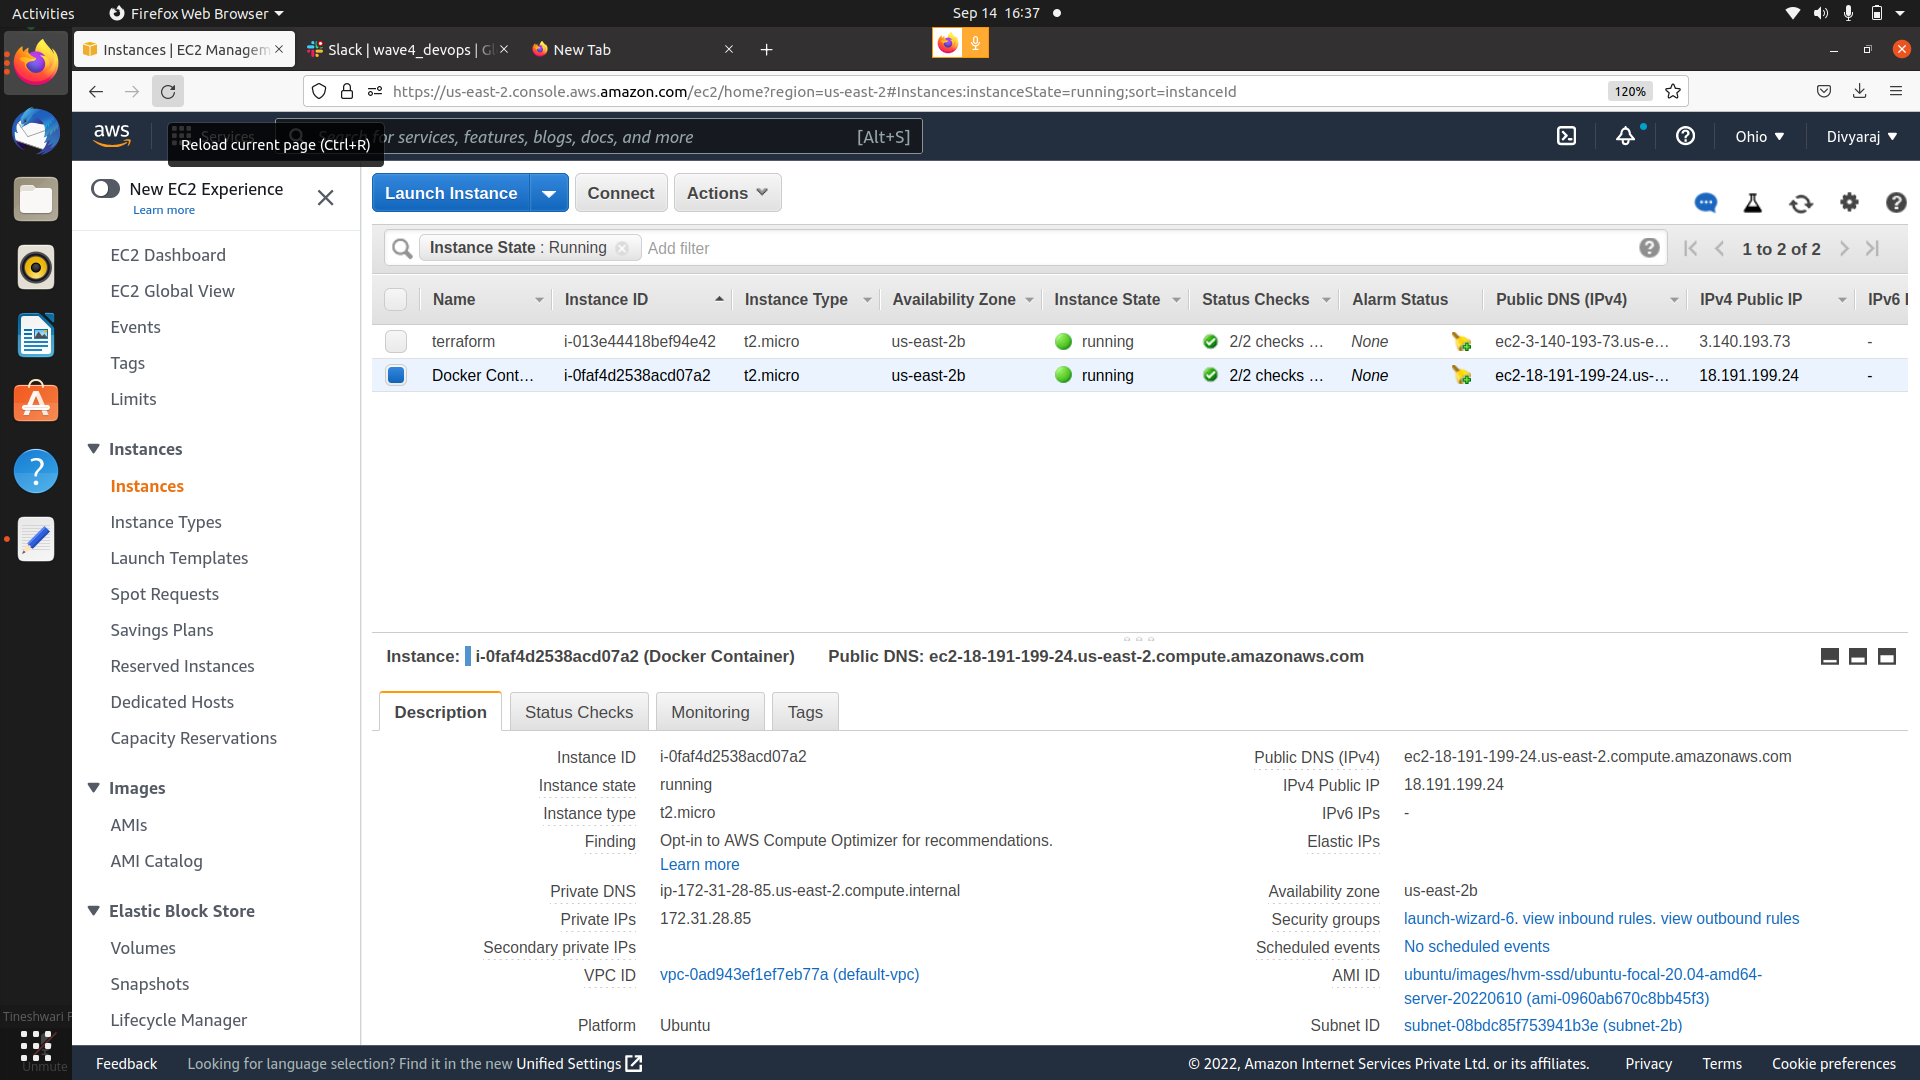 Activities
Firefox Web Browser
Sep 14 16:37
Instances | EC2 Managem
Slack | wave4_devops | Gl
New Tab
https://us-east-2.console.aws.amazon.com/ec2/home?region=us-east-2#Instances:instanceState=running;sort=instanceId
120%
aws
Services
Search for services, features, blogs, docs, and more
[Alt+S]
Ohio
Divyaraj
Reload current page (Ctrl+R)
New EC2 Experience
Learn more
EC2 Dashboard
EC2 Global View
Events
Tags
Limits
Instances
Instances
Instance Types
Launch Templates
Spot Requests
Savings Plans
Reserved Instances
Dedicated Hosts
Capacity Reservations
Images
AMIs
AMI Catalog
Elastic Block Store
Volumes
Snapshots
Lifecycle Manager
Launch Instance
Connect
Actions
Instance State : Running
Add filter
1 to 2 of 2
Name Instance ID Instance Type Availability Zone Instance State Status Checks Alarm Status Public DNS (IPv4) IPv4 Public IP IPv6 I
terraform i-013e44418bef94e42 t2.micro us-east-2b running 2/2 checks … None ec2-3-140-193-73.us-e… 3.140.193.73 -
Docker Cont… i-0faf4d2538acd07a2 t2.micro us-east-2b running 2/2 checks … None ec2-18-191-199-24.us-… 18.191.199.24 -
Instance: i-0faf4d2538acd07a2 (Docker Container) Public DNS: ec2-18-191-199-24.us-east-2.compute.amazonaws.com
Description
Status Checks
Monitoring
Tags
Instance ID i-0faf4d2538acd07a2
Instance state running
Instance type t2.micro
Finding Opt-in to AWS Compute Optimizer for recommendations.
Learn more
Private DNS ip-172-31-28-85.us-east-2.compute.internal
Private IPs 172.31.28.85
Secondary private IPs
VPC ID vpc-0ad943ef1ef7eb77a (default-vpc)
Platform Ubuntu
Public DNS (IPv4) ec2-18-191-199-24.us-east-2.compute.amazonaws.com
IPv4 Public IP 18.191.199.24
IPv6 IPs -
Elastic IPs
Availability zone us-east-2b
Security groups launch-wizard-6. view inbound rules. view outbound rules
Scheduled events No scheduled events
AMI ID ubuntu/images/hvm-ssd/ubuntu-focal-20.04-amd64-
server-20220610 (ami-0960ab670c8bb45f3)
Subnet ID subnet-08bdc85f753941b3e (subnet-2b)
Tineshwari P
Unmute
Feedback
Looking for language selection? Find it in the new Unified Settings
© 2022, Amazon Internet Services Private Ltd. or its affiliates.
Privacy
Terms
Cookie preferences